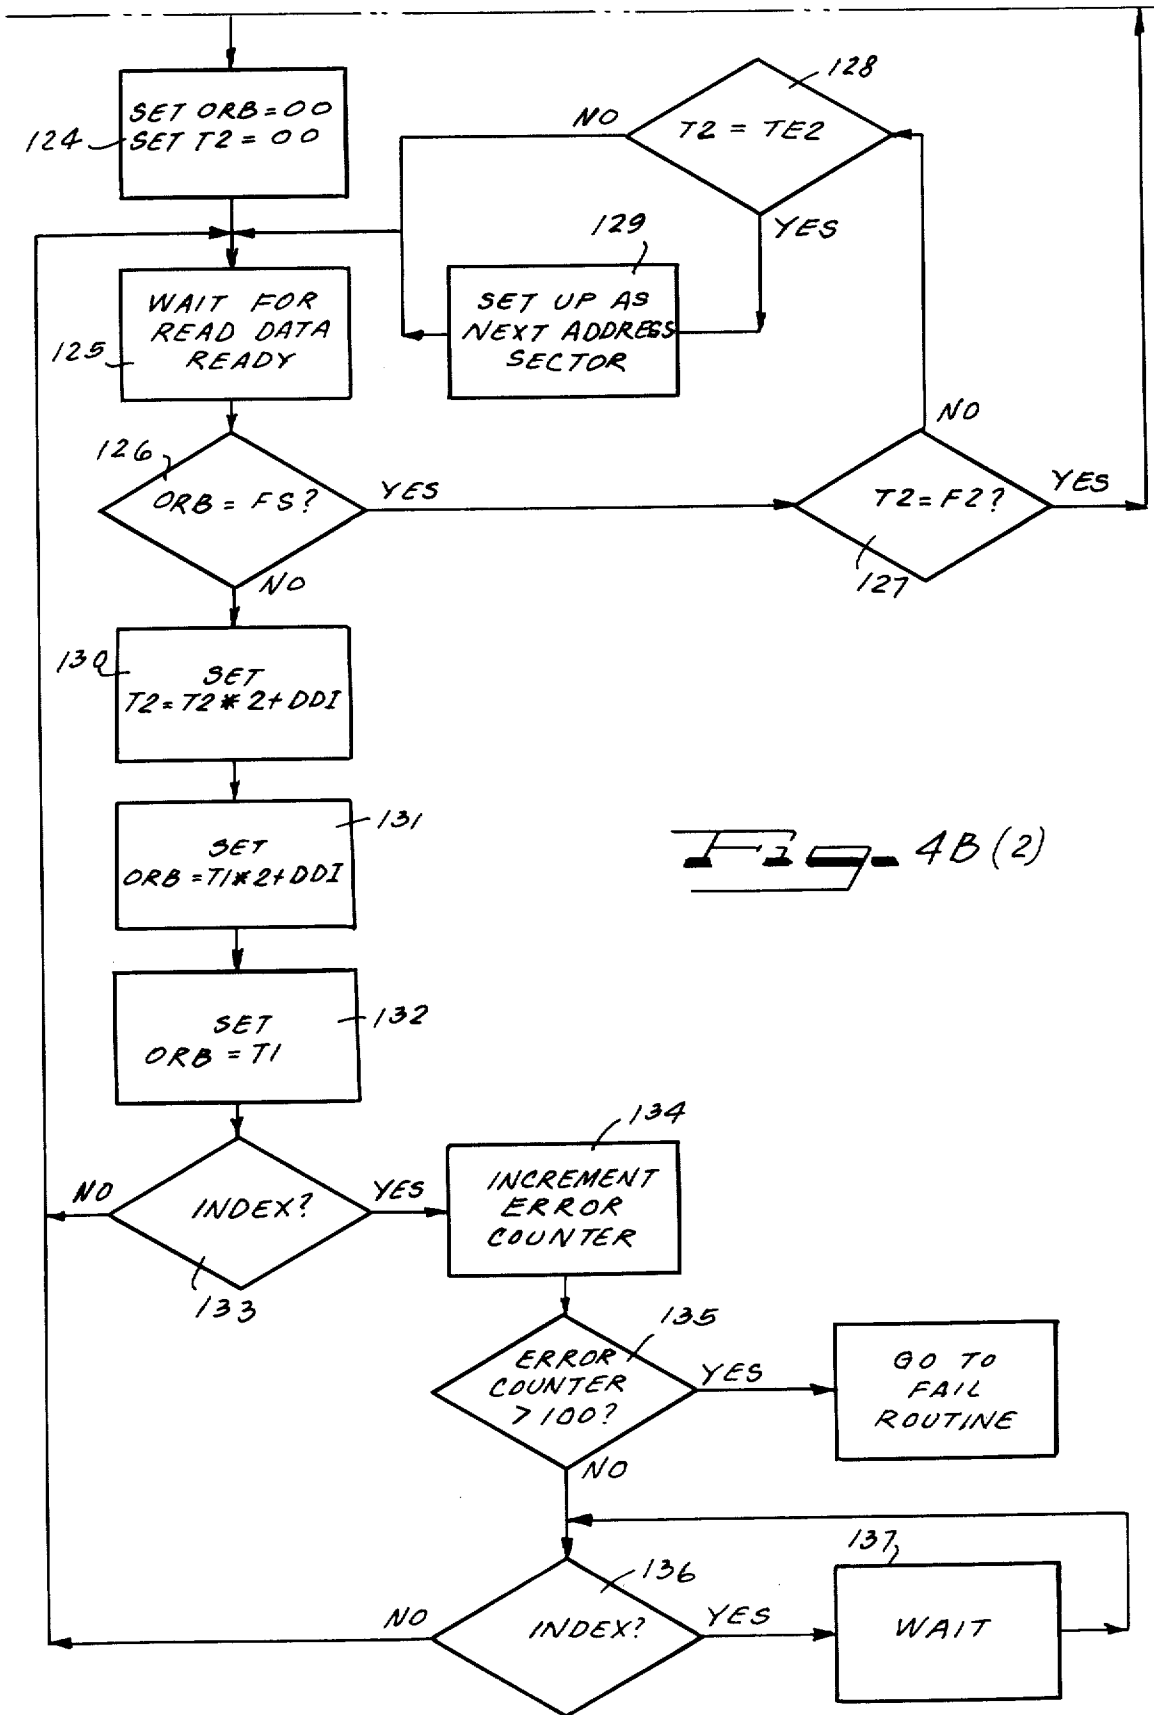 SET ORB=00
SET T2=00
124
128
T2 = TE2
NO
YES
129
SET UP AS
NEXT ADDRESS
SECTOR
WAIT FOR
READ DATA
READY
125
126
ORB = FS?
YES
NO
NO
T2=F2?
YES
127
130
SET
T2=T2*2+DDI
131
SET
ORB=T1*2+DDI
132
SET
ORB = T1
Fig. 4B(2)
NO
INDEX?
YES
133
134
INCREMENT
ERROR
COUNTER
135
ERROR
COUNTER
>100?
YES
NO
GO TO
FAIL
ROUTINE
136
NO
INDEX?
YES
137
WAIT